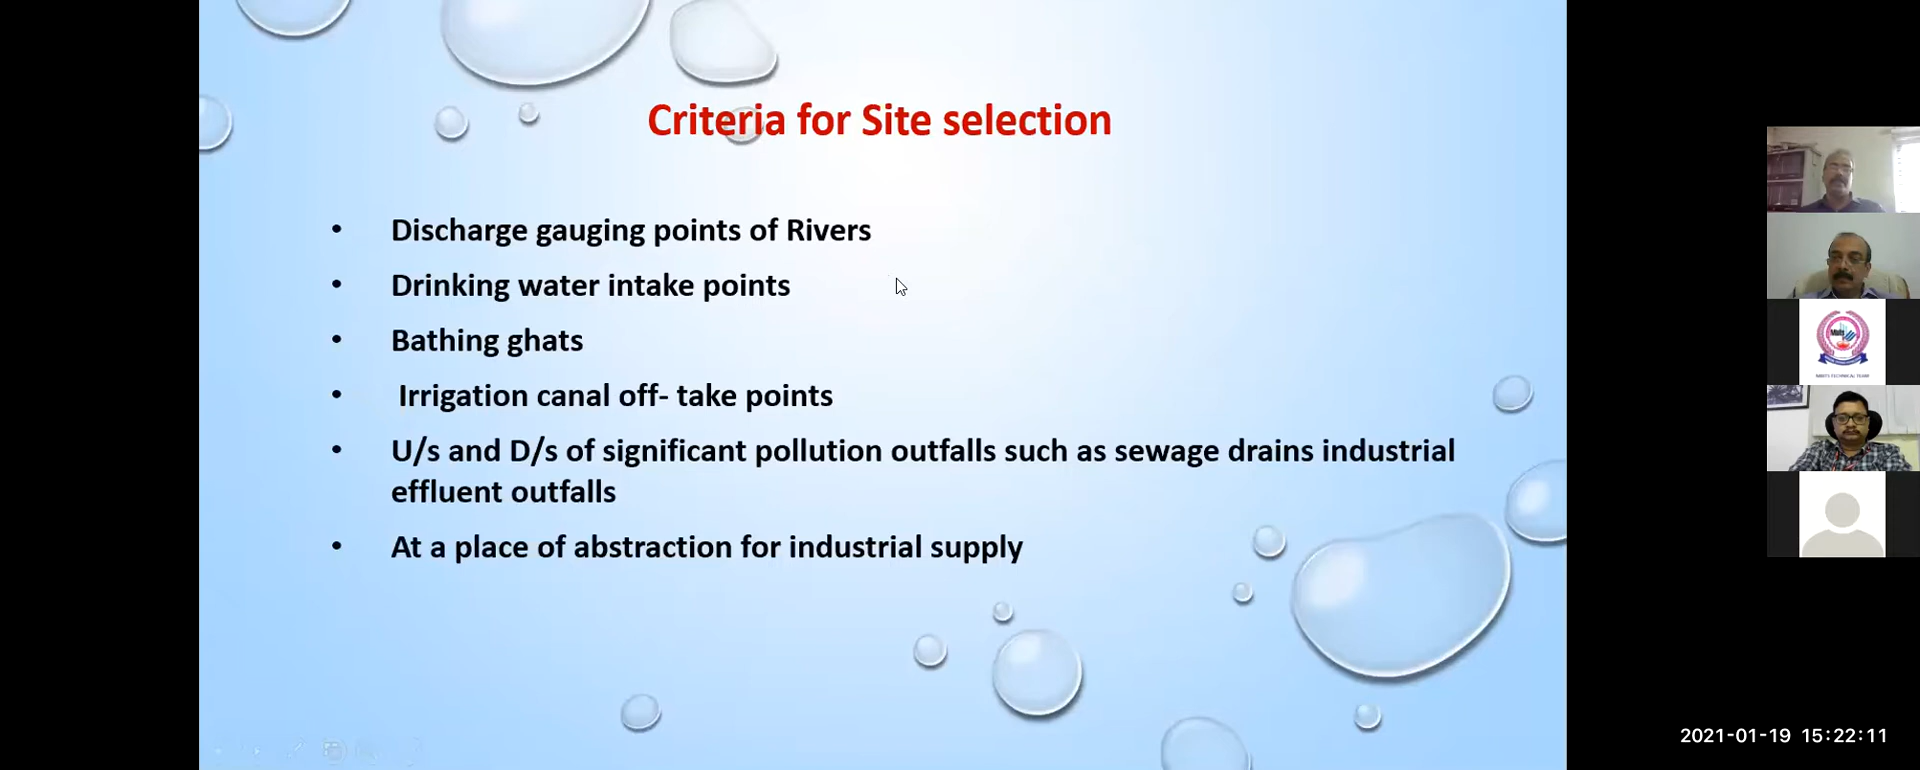 Criteria for Site selection
• Discharge gauging points of Rivers
• Drinking water intake points
• Bathing ghats
• Irrigation canal off- take points
• U/s and D/s of significant pollution outfalls such as sewage drains industrial
effluent outfalls
• At a place of abstraction for industrial supply
2021-01-19 15:22:11